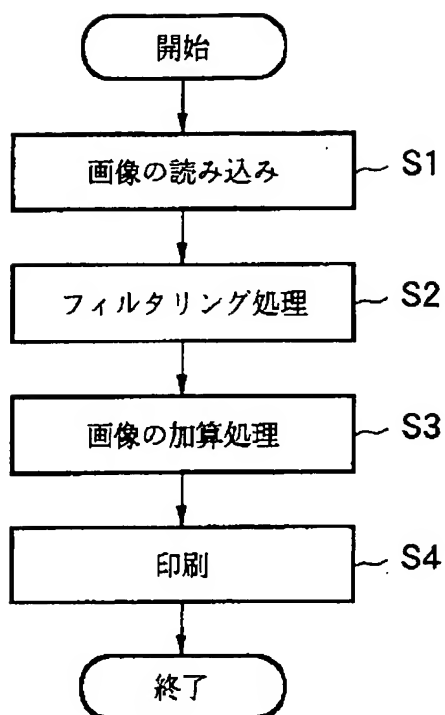 開始
画像の読み込み S1
フィルタリング処理 S2
画像の加算処理 S3
印刷 S4
終了